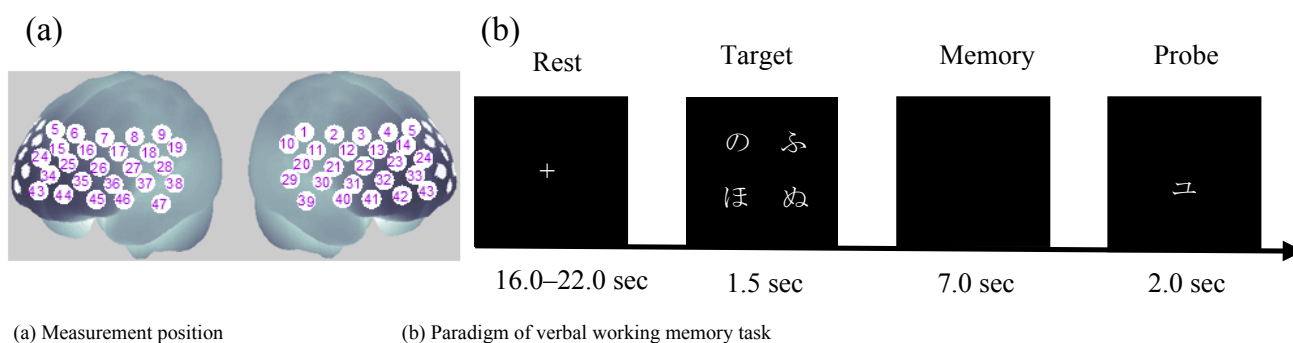 (a)
5 6 7 8 9
15 16 17 18 19
24 25 26 27 28
34 35 36 37 38
43 44 45 46 47
1 2 3 4 5
10 11 12 13 14
20 21 22 23 24
29 30 31 32 33
39 40 41 42 43
(b)
Rest Target Memory Probe
+
の ふ
ほ ぬ
ユ
16.0–22.0 sec 1.5 sec 7.0 sec 2.0 sec
(a) Measurement position (b) Paradigm of verbal working memory task